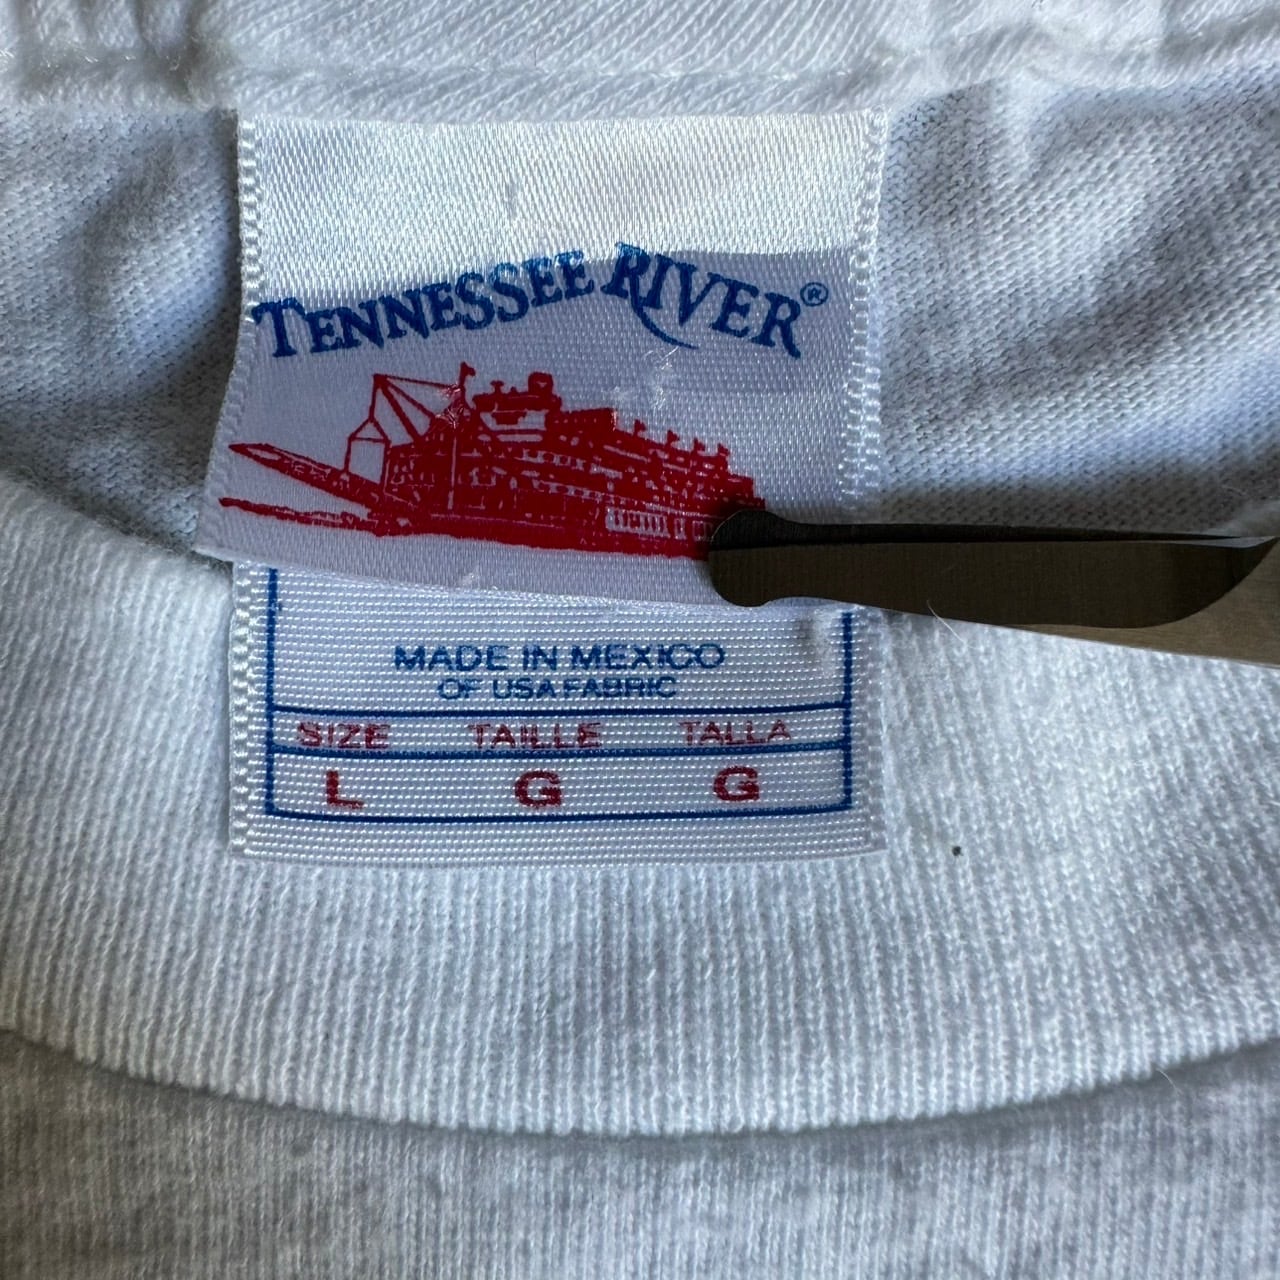 TENNESSEE RIVER®
MADE IN MEXICO
OF USA FABRIC
SIZE TAILLE TALLA
L G G